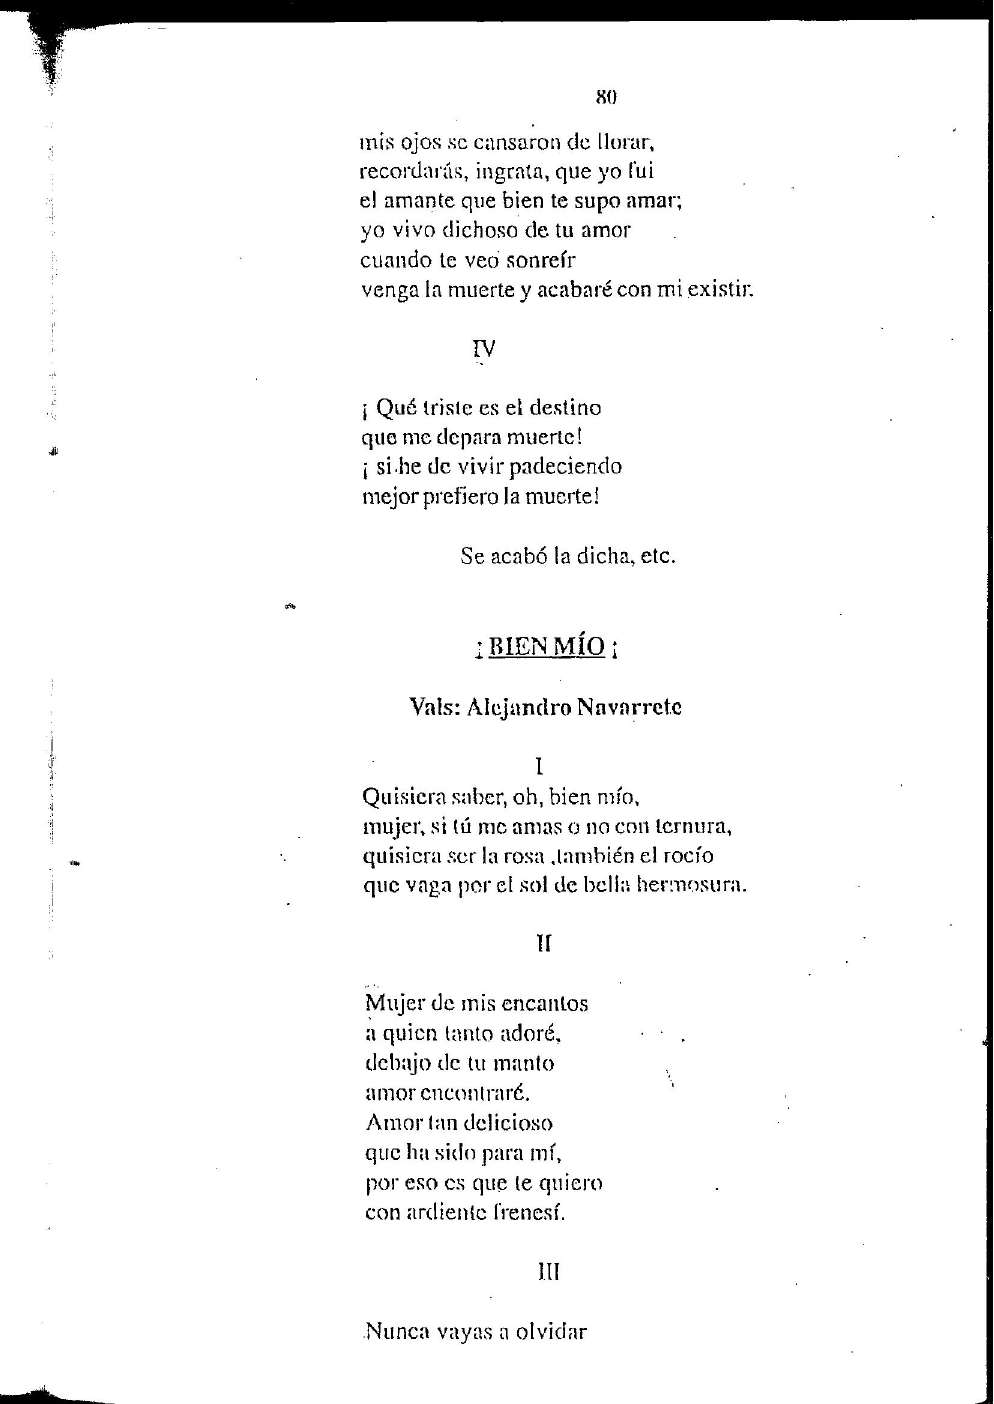 80
mis ojos se cansaron de llorar,
recordarás, ingrata, que yo fui
el amante que bien te supo amar;
yo vivo dichoso de tu amor
cuando te veo sonreír
venga la muerte y acabaré con mi existir.
IV
¡ Qué triste es el destino
que me depara muerte!
¡ si he de vivir padeciendo
mejor prefiero la muerte!
Se acabó la dicha, etc.
¡ BIEN MÍO ¡
Vals: Alejandro Navarrete
I
Quisiera saber, oh, bien mío,
mujer, si tú me amas o no con ternura,
quisiera ser la rosa ,también el rocío
que vaga por el sol de bella hermosura.
II
Mujer de mis encantos
a quien tanto adoré,
debajo de tu manto
amor encontraré.
Amor tan delicioso
que ha sido para mí,
por eso es que te quiero
con ardiente frenesí.
III
Nunca vayas a olvidar